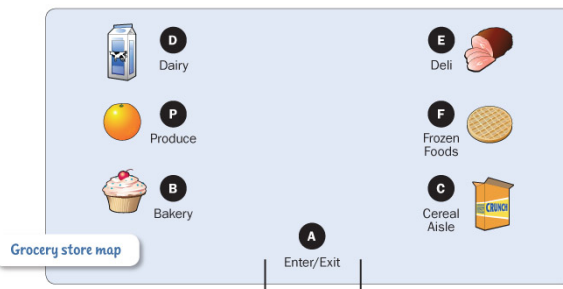 D
Dairy
E
Deli
P
Produce
F
Frozen
Foods
B
Bakery
C
Cereal
Aisle
CRUNCH
A
Enter/Exit
Grocery store map